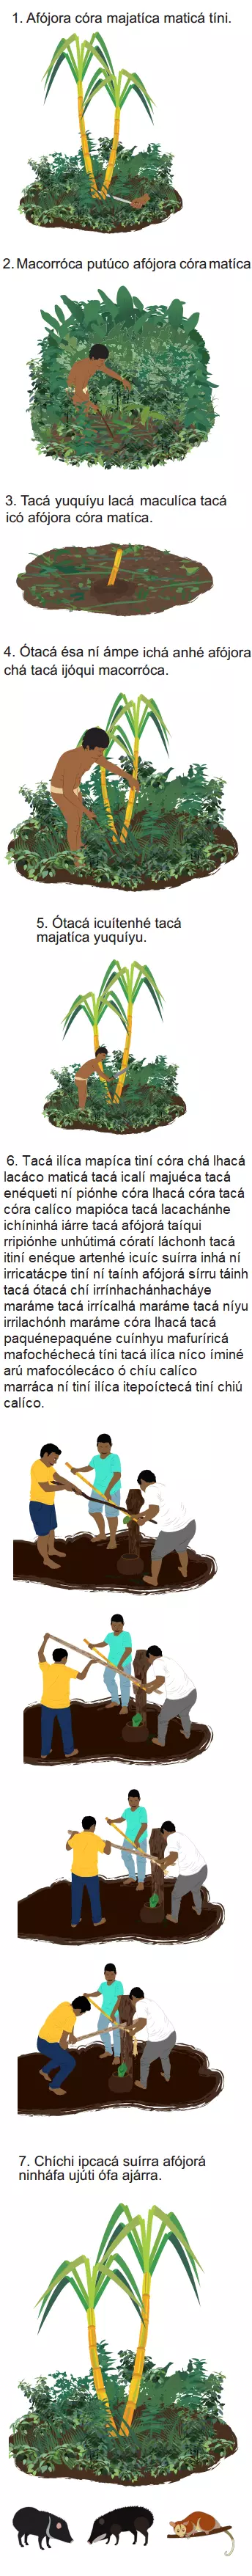 1. Afójora córa majatíca maticá tíni.
2. Macorróca putúco afójora córa matíca
3. Tacá yuquíyu lacá maculíca tacá
icó afójora córa matíca.
4. Ótacá ésa ní ámpe ichá anhé afójora
chá tacá ijóqui macorróca.
5. Ótacá icuítenhé tacá
majatíca yuquíyu.
6. Tacá ilíca mapíca tiní córa chá lhacá
lacáco maticá tacá icalí majuéca tacá
enéqueti ní piónhe córa lhacá córa tacá
córa calíco mapióca tacá lacachánhe
ichíninhá iárre tacá afójorá taíqui
rripiónhe unhútimá córatí láchonh tacá
itiní enéque artenhé icuíc suírra inhá ní
irricatácpe tiní ní taính afójorá sírru táinh
tacá ótacá chí irrínhachánhacháye
maráme tacá irrícalhá maráme tacá níyu
irrilachónh maráme córa lhacá tacá
paquénepaquéne cuínhyu mafuríricá
mafochéchecá tíni tacá ilíca níco íminé
arú mafocólecáco ó chíu calíco
marráca ní tiní ilíca itepoíctecá tiní chiú
calíco.
7. Chíchi ipcacá suírra afójorá
ninháfa ujúti ófa ajárra.